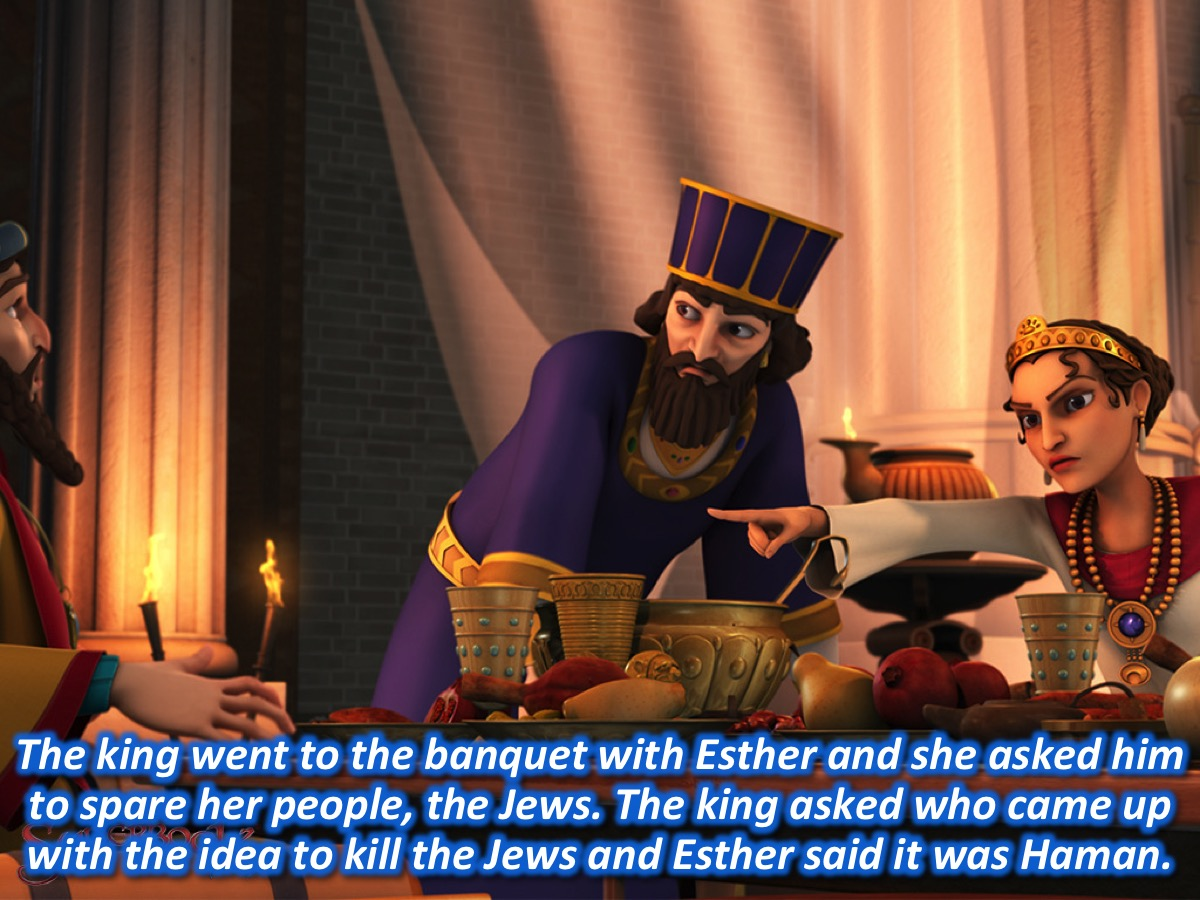 The king went to the banquet with Esther and she asked him
to spare her people, the Jews. The king asked who came up
with the idea to kill the Jews and Esther said it was Haman.